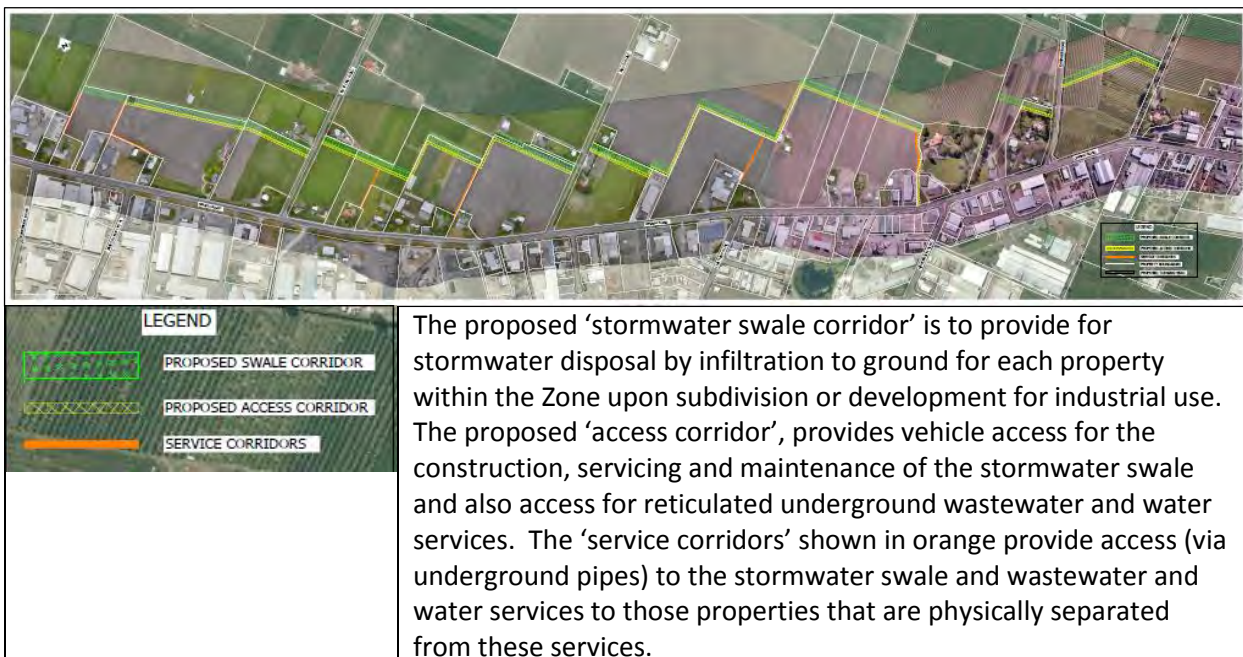 LEGEND
PROPOSED SWALE CORRIDOR
PROPOSED ACCESS CORRIDOR
SERVICE CORRIDORS
The proposed ‘stormwater swale corridor’ is to provide for
stormwater disposal by infiltration to ground for each property
within the Zone upon subdivision or development for industrial use.
The proposed ‘access corridor’, provides vehicle access for the
construction, servicing and maintenance of the stormwater swale
and also access for reticulated underground wastewater and water
services.  The ‘service corridors’ shown in orange provide access (via
underground pipes) to the stormwater swale and wastewater and
water services to those properties that are physically separated
from these services.